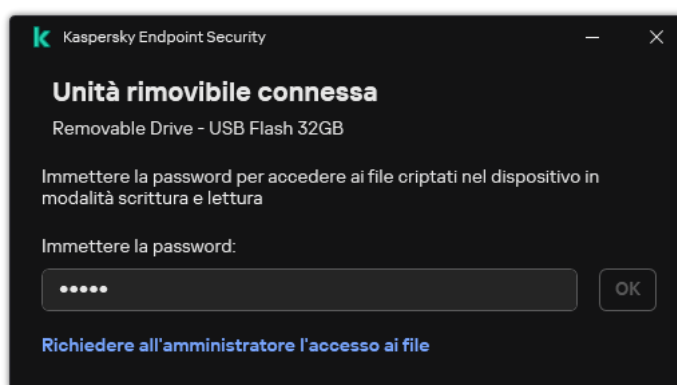 Kaspersky Endpoint Security
Unità rimovibile connessa
Removable Drive - USB Flash 32GB
Immettere la password per accedere ai file criptati nel dispositivo in
modalità scrittura e lettura
Immettere la password:
•••••
OK
Richiedere all'amministratore l'accesso ai file